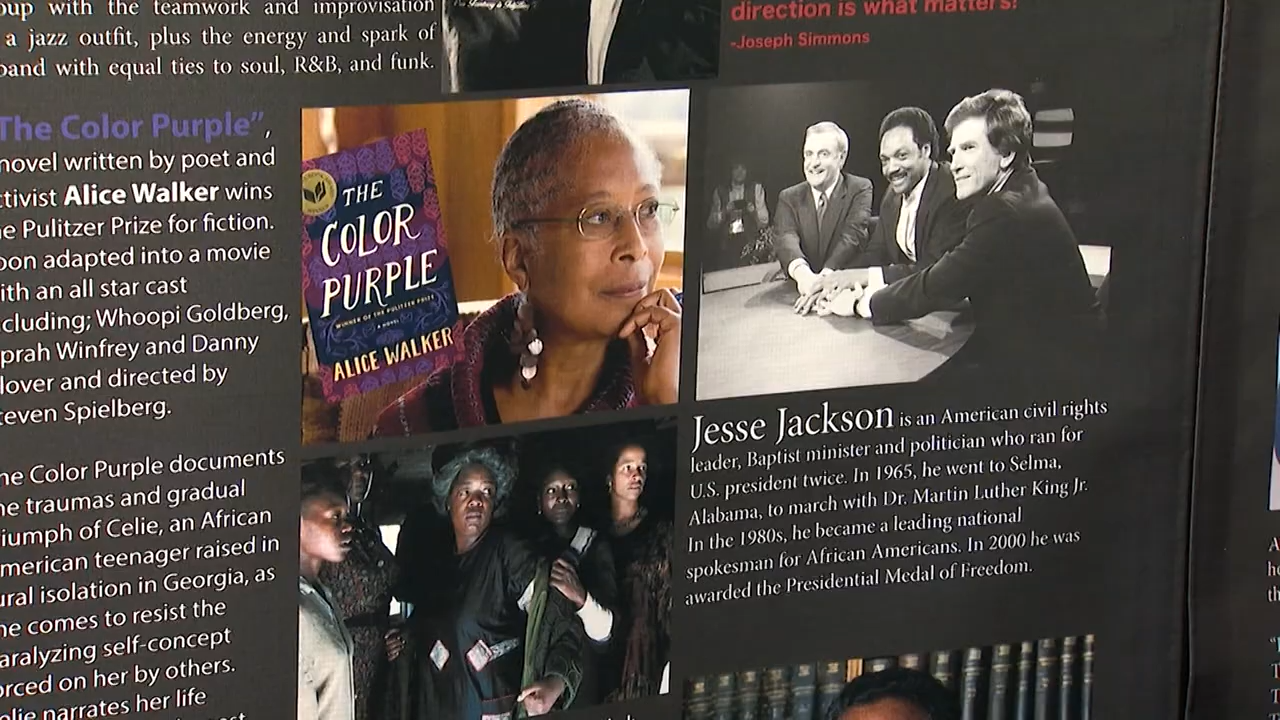 with the teamwork and improvisation
a jazz outfit, plus the energy and spark of
band with equal ties to soul, R&B, and funk.
direction is what matters!
-Joseph Simmons
The Color Purple",
novel written by poet and
ctivist Alice Walker wins
e Pulitzer Prize for fiction.
oon adapted into a movie
ith an all star cast
cluding; Whoopi Goldberg,
prah Winfrey and Danny
lover and directed by
teven Spielberg.
he Color Purple documents
e traumas and gradual
iumph of Celie, an African
merican teenager raised in
ural isolation in Georgia, as
he comes to resist the
aralyzing self-concept
orced on her by others.
elie narrates her life
THE
COLOR
PURPLE
WINNER OF THE PULITZER PRIZE
A NOVEL
ALICE WALKER
Jesse Jackson is an American civil rights
leader, Baptist minister and politician who ran for
U.S. president twice. In 1965, he went to Selma,
Alabama, to march with Dr. Martin Luther King Jr.
In the 1980s, he became a leading national
spokesman for African Americans. In 2000 he was
awarded the Presidential Medal of Freedom.
A
he
th